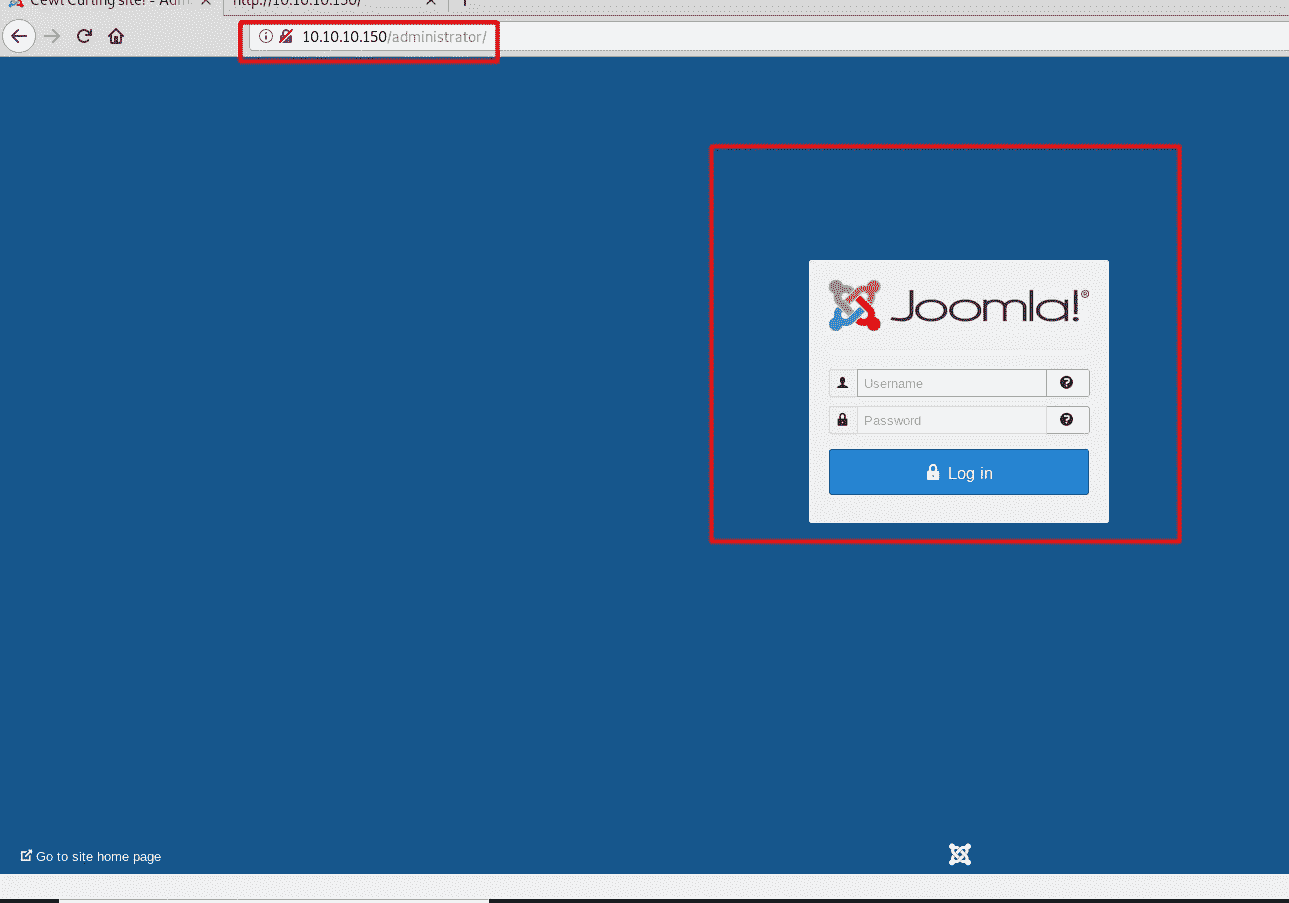 Cewl Curling site! - Adm
http://10.10.10.150/
10.10.10.150/administrator/
Joomla!®
Username
Password
Log in
Go to site home page